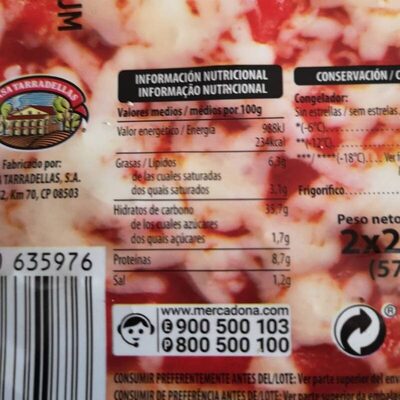 UM
CASA TARRADELLAS
Fabricado por:
TARRADELLAS, S.A.
2, Km 70, CP 08503
635976
INFORMACIÓN NUTRICIONAL
INFORMAÇÃO NUTRICIONAL
Valores medios / médios por 100g
Valor energético / Energia 988kJ
234kcal
Grasas / Lípidos 6,3g
de las cuales saturadas
dos quais saturados 3,1g
Hidratos de carbono 35,7g
de los cuales azúcares
dos quais açúcares 1,7g
Proteínas 8,7g
Sal 1,2g
www.mercadona.com
E 900 500 103
P 800 500 100
CONSERVACIÓN / C
Congelador:
Sin estrellas / sem estrelas
*(-6°C)
**(-12°C)
***/****(-18°C)... Ver f
Frigorífico
Peso neto
2x2
(57
®
CONSUMIR PREFERENTEMENTE ANTES DEL/LOTE: Ver parte superior del env
CONSUMIR DE PREFERÊNCIA ANTES DE/LOTE: Ver parte superior da embala